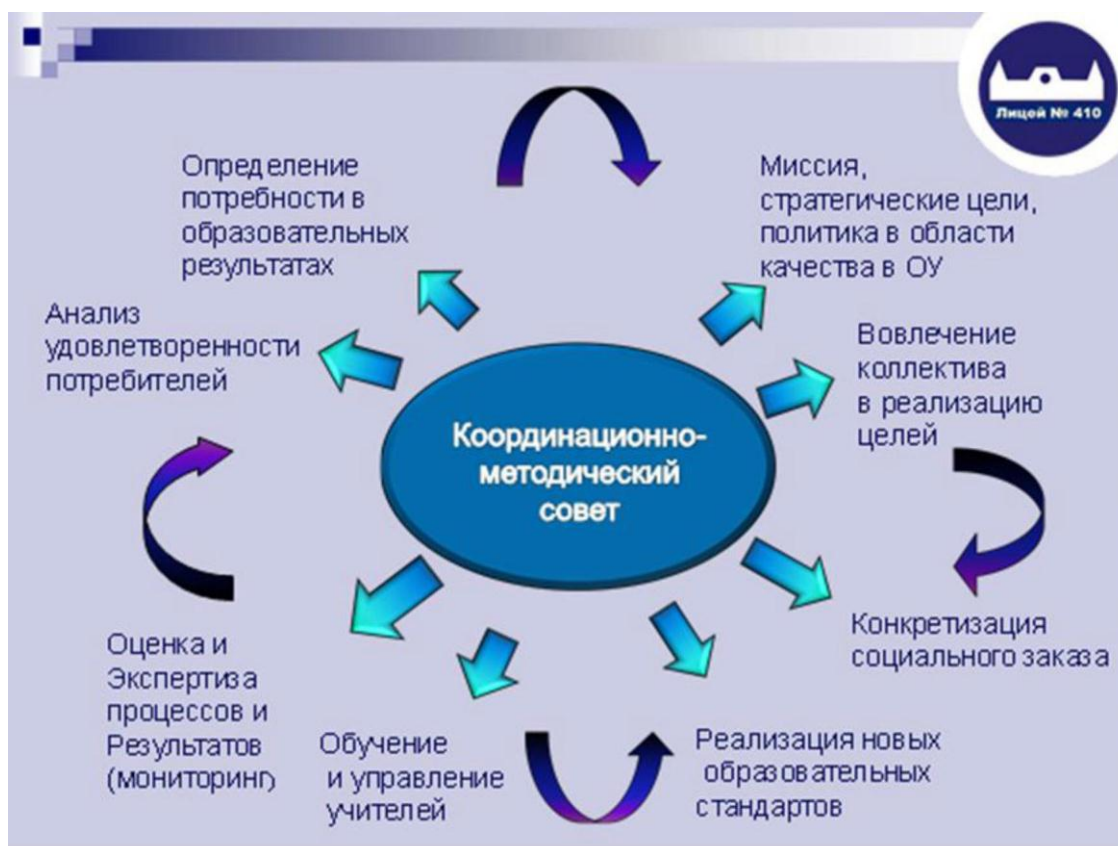 Лицей № 410
Определение
потребности в
образовательных
результатах
Миссия,
стратегические цели,
политика в области
качества в ОУ
Анализ
удовлетворенности
потребителей
Вовлечение
коллектива
в реализацию
целей
Координационно-
методический
совет
Конкретизация
социального заказа
Оценка и
Экспертиза
процессов и
Результатов
(мониторинг)
Обучение
и управление
учителей
Реализация новых
образовательных
стандартов